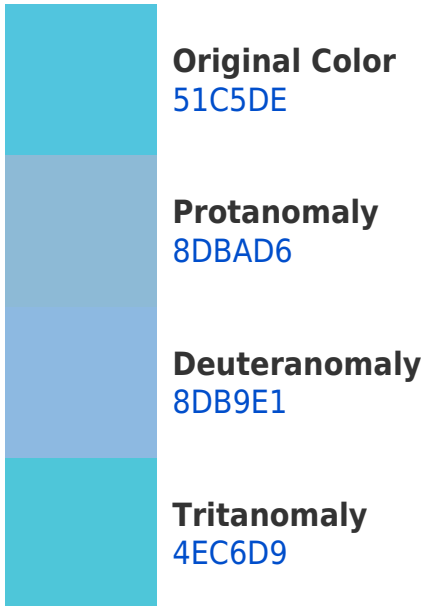 Original Color
51C5DE
Protanomaly
8DBAD6
Deuteranomaly
8DB9E1
Tritanomaly
4EC6D9